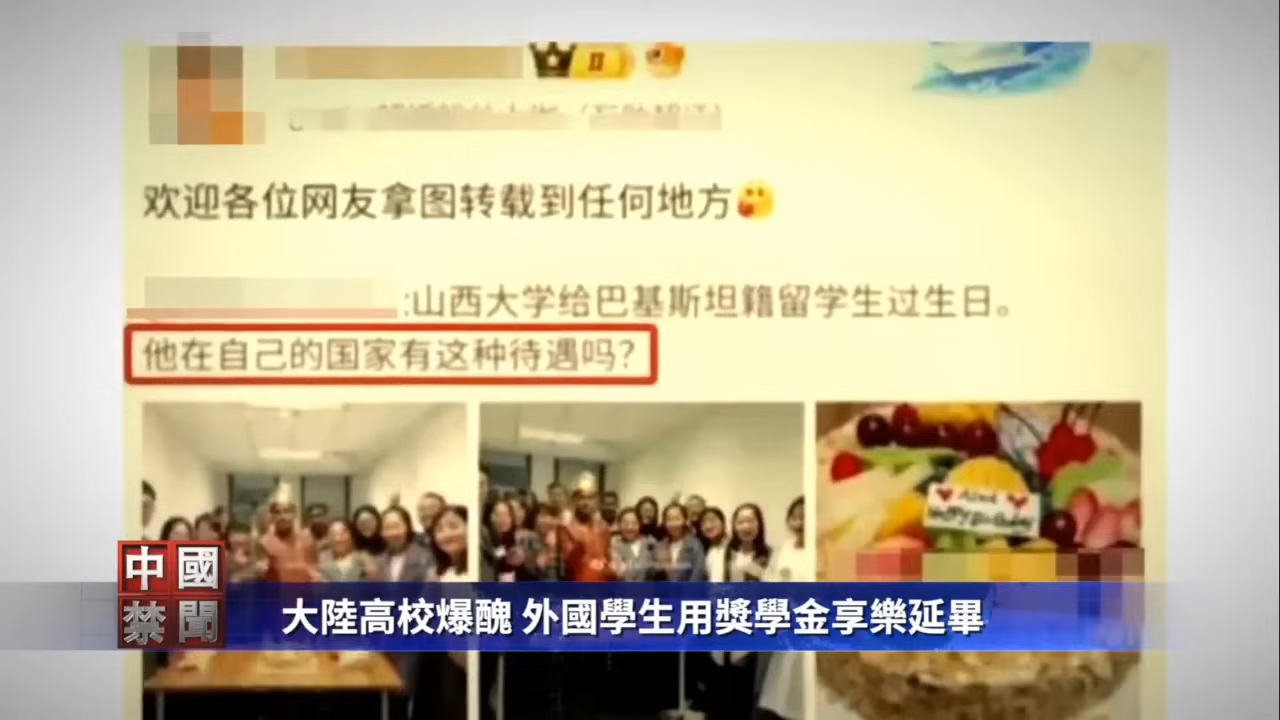 欢迎各位网友拿图转载到任何地方
:山西大学给巴基斯坦籍留学生过生日。
他在自己的国家有这种待遇吗?
Happy Birthday
中國
禁聞
大陸高校爆醜 外國學生用獎學金享樂延畢